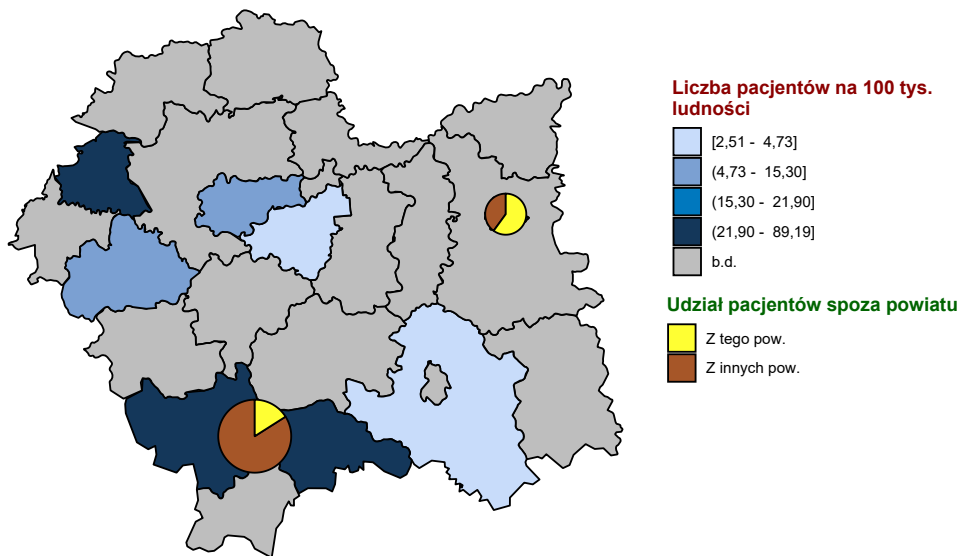 Liczba pacjentów na 100 tys.
ludności
[2,51 - 4,73]
(4,73 - 15,30]
(15,30 - 21,90]
(21,90 - 89,19]
b.d.
Udział pacjentów spoza powiatu
Z tego pow.
Z innych pow.